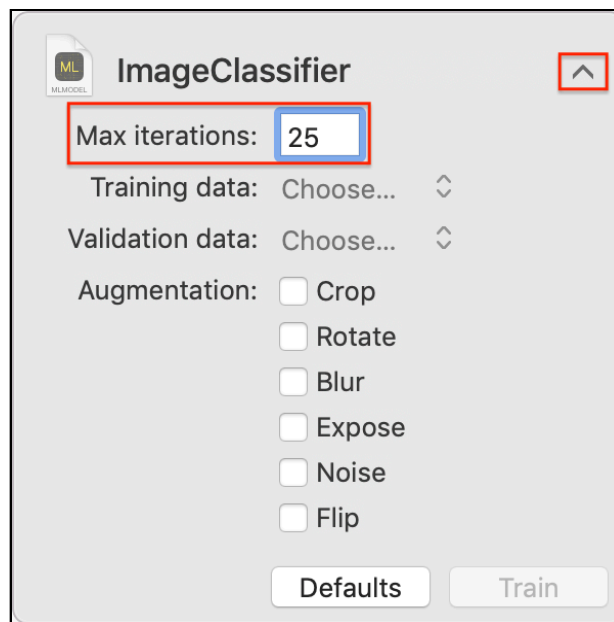 ML
MLMODEL
ImageClassifier
Max iterations: 25
Training data: Choose...
Validation data: Choose...
Augmentation: Crop
Rotate
Blur
Expose
Noise
Flip
Defaults Train